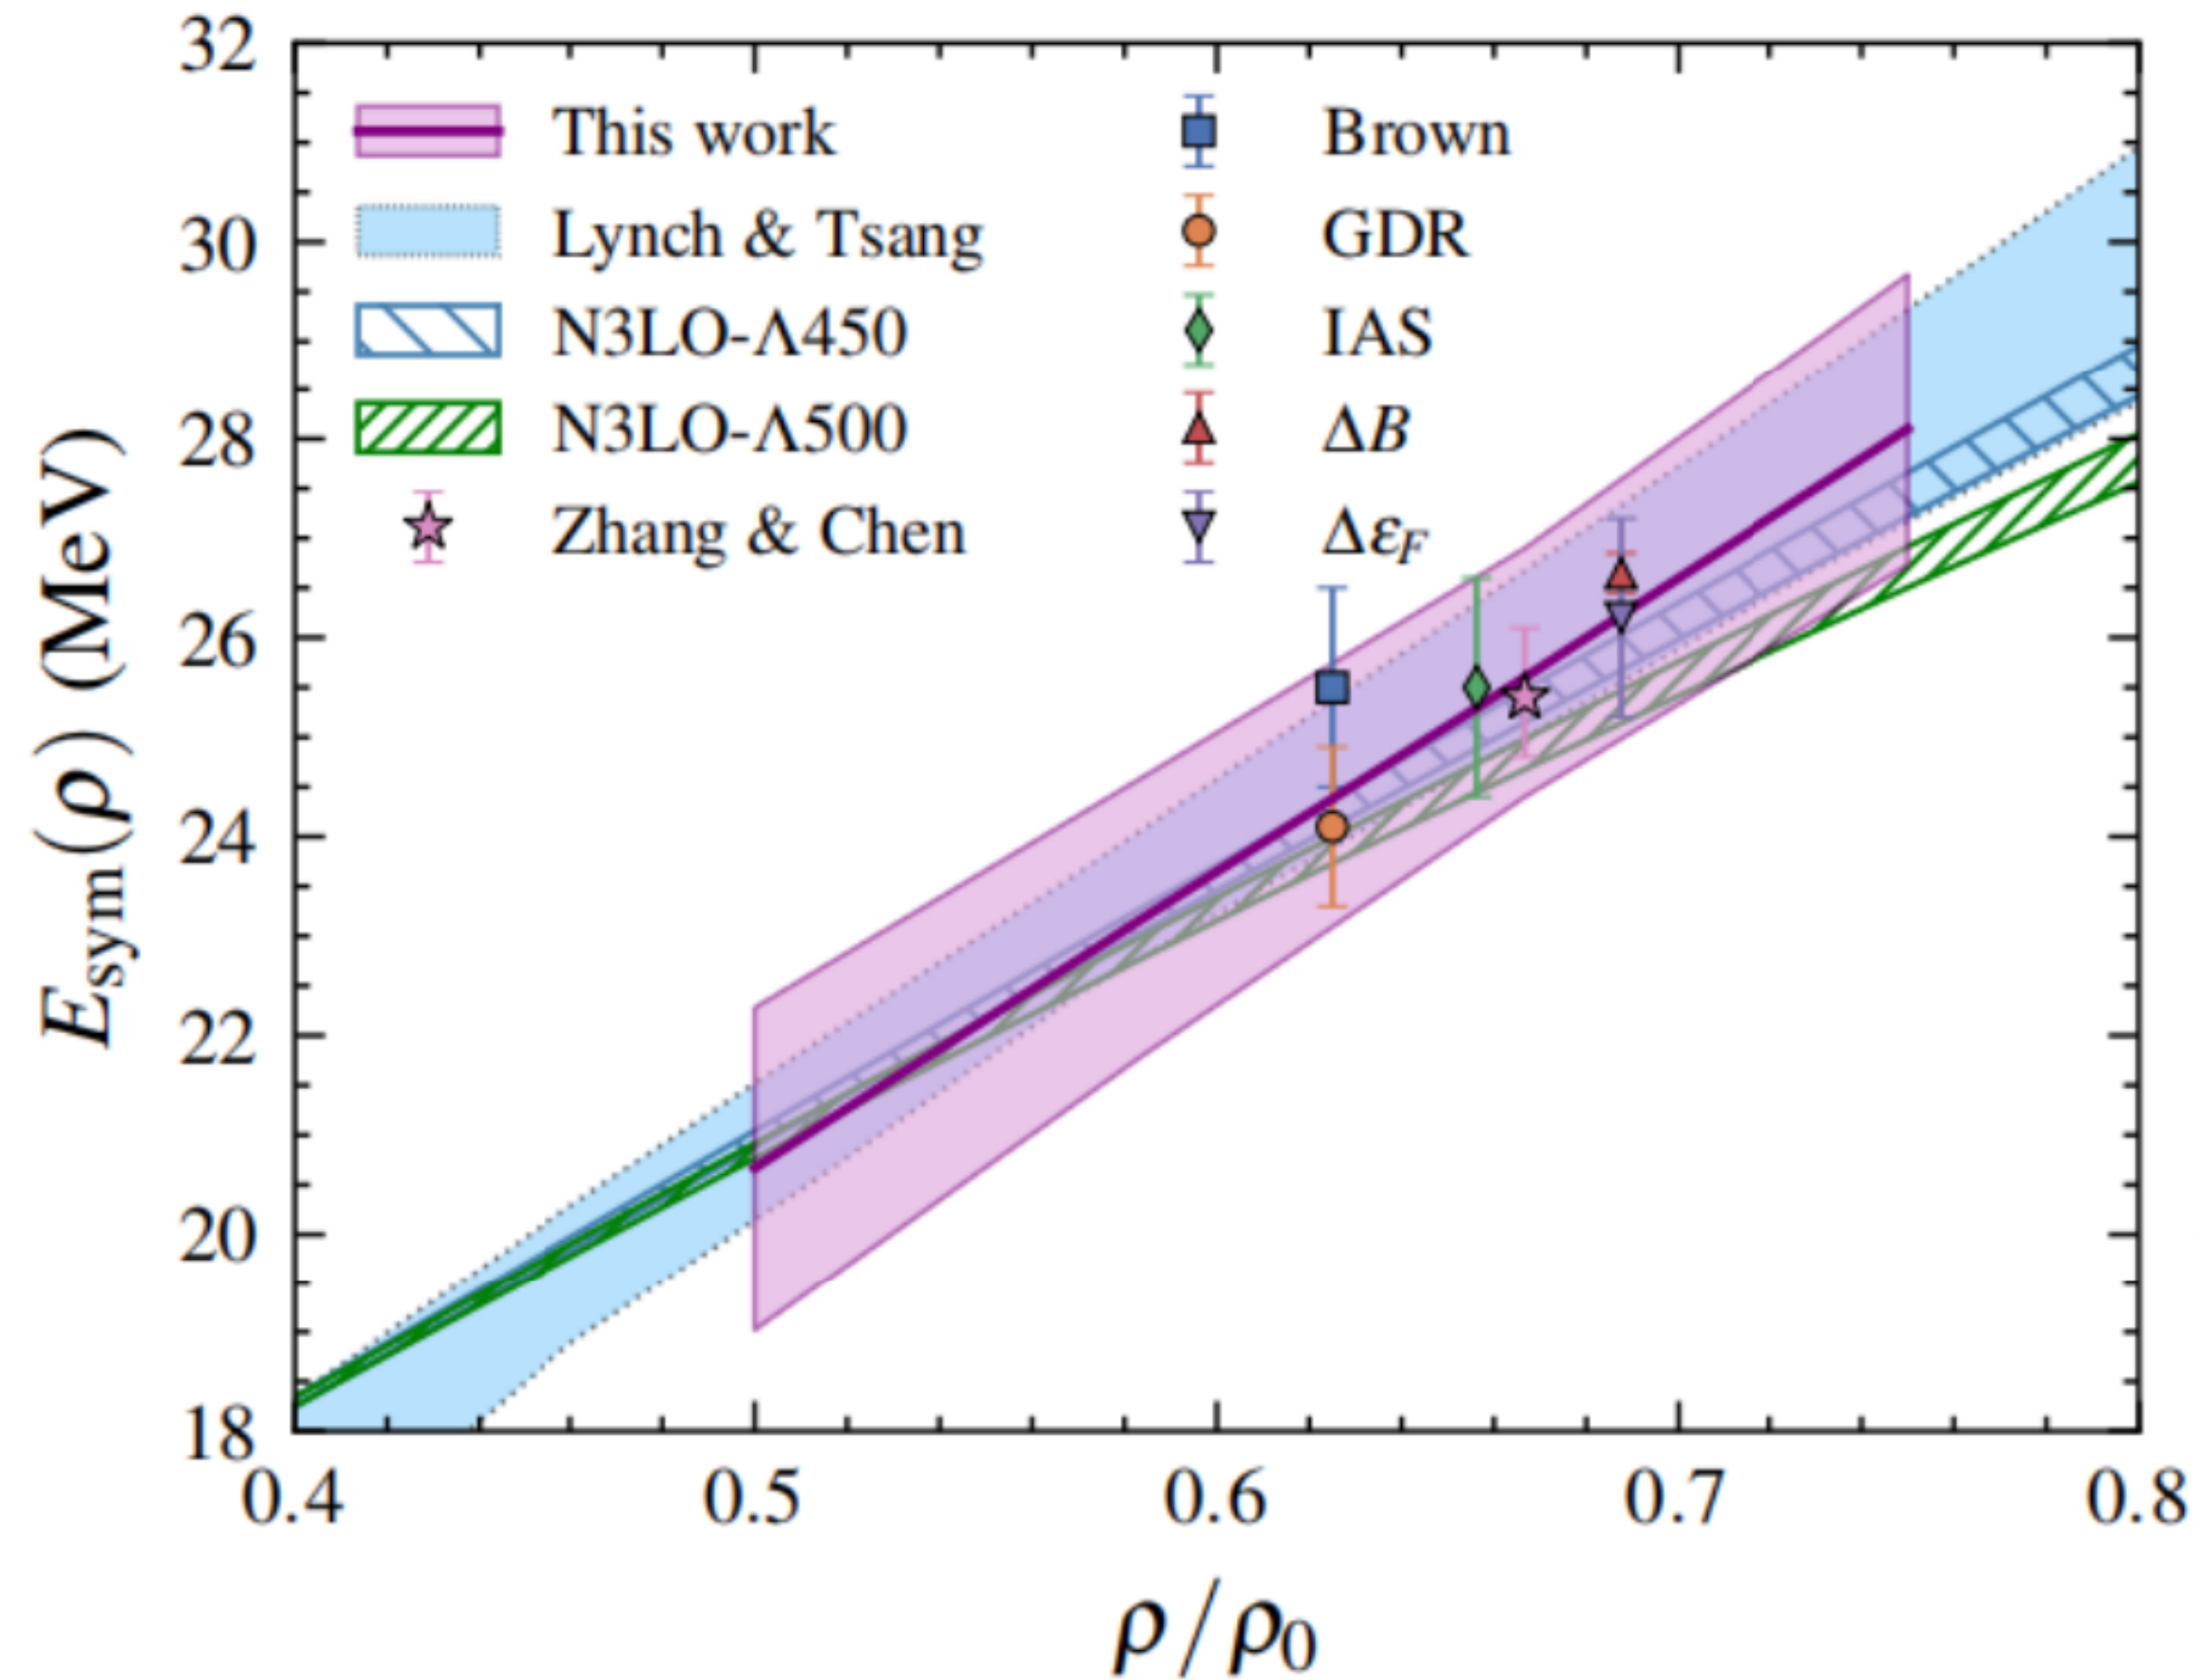 E_sym(ρ) (MeV)
32
30
28
26
24
22
20
18
This work
Lynch & Tsang
N3LO-Λ450
N3LO-Λ500
Zhang & Chen
Brown
GDR
IAS
ΔB
Δε_F
0.4 0.5 0.6 0.7 0.8
ρ/ρ₀